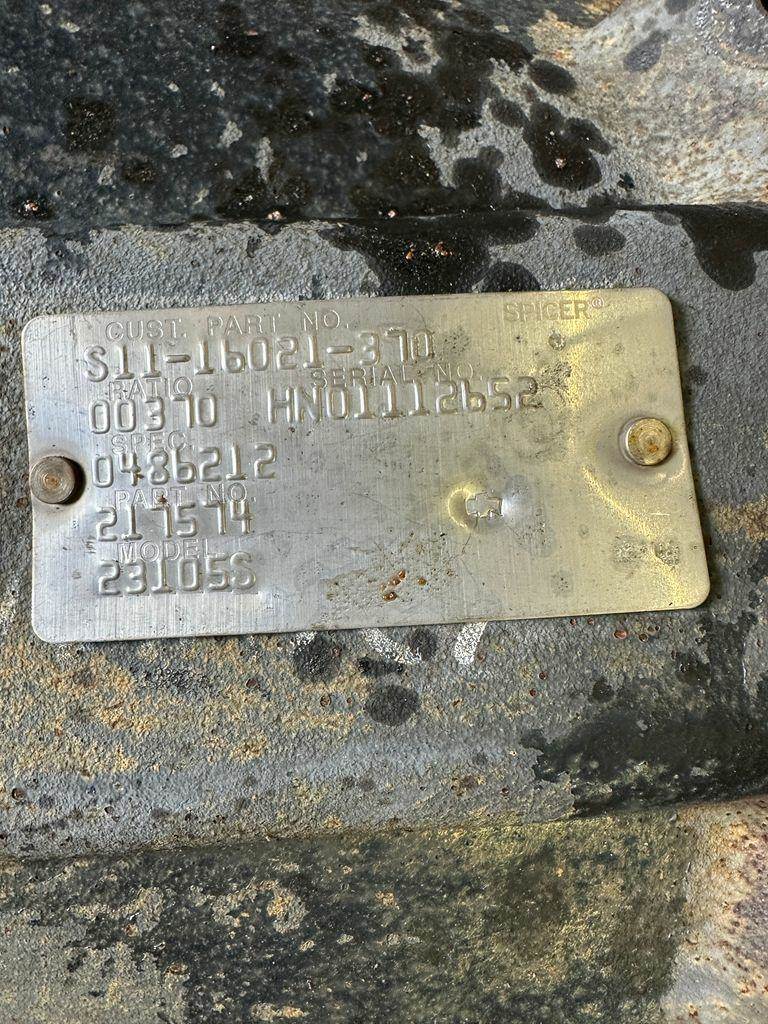 CUST. PART NO. SPICER®
S11-16021-370
RATIO SERIAL NO.
00370 HN01112652
SPEC.
0486212
PART NO.
217574
MODEL
23105S